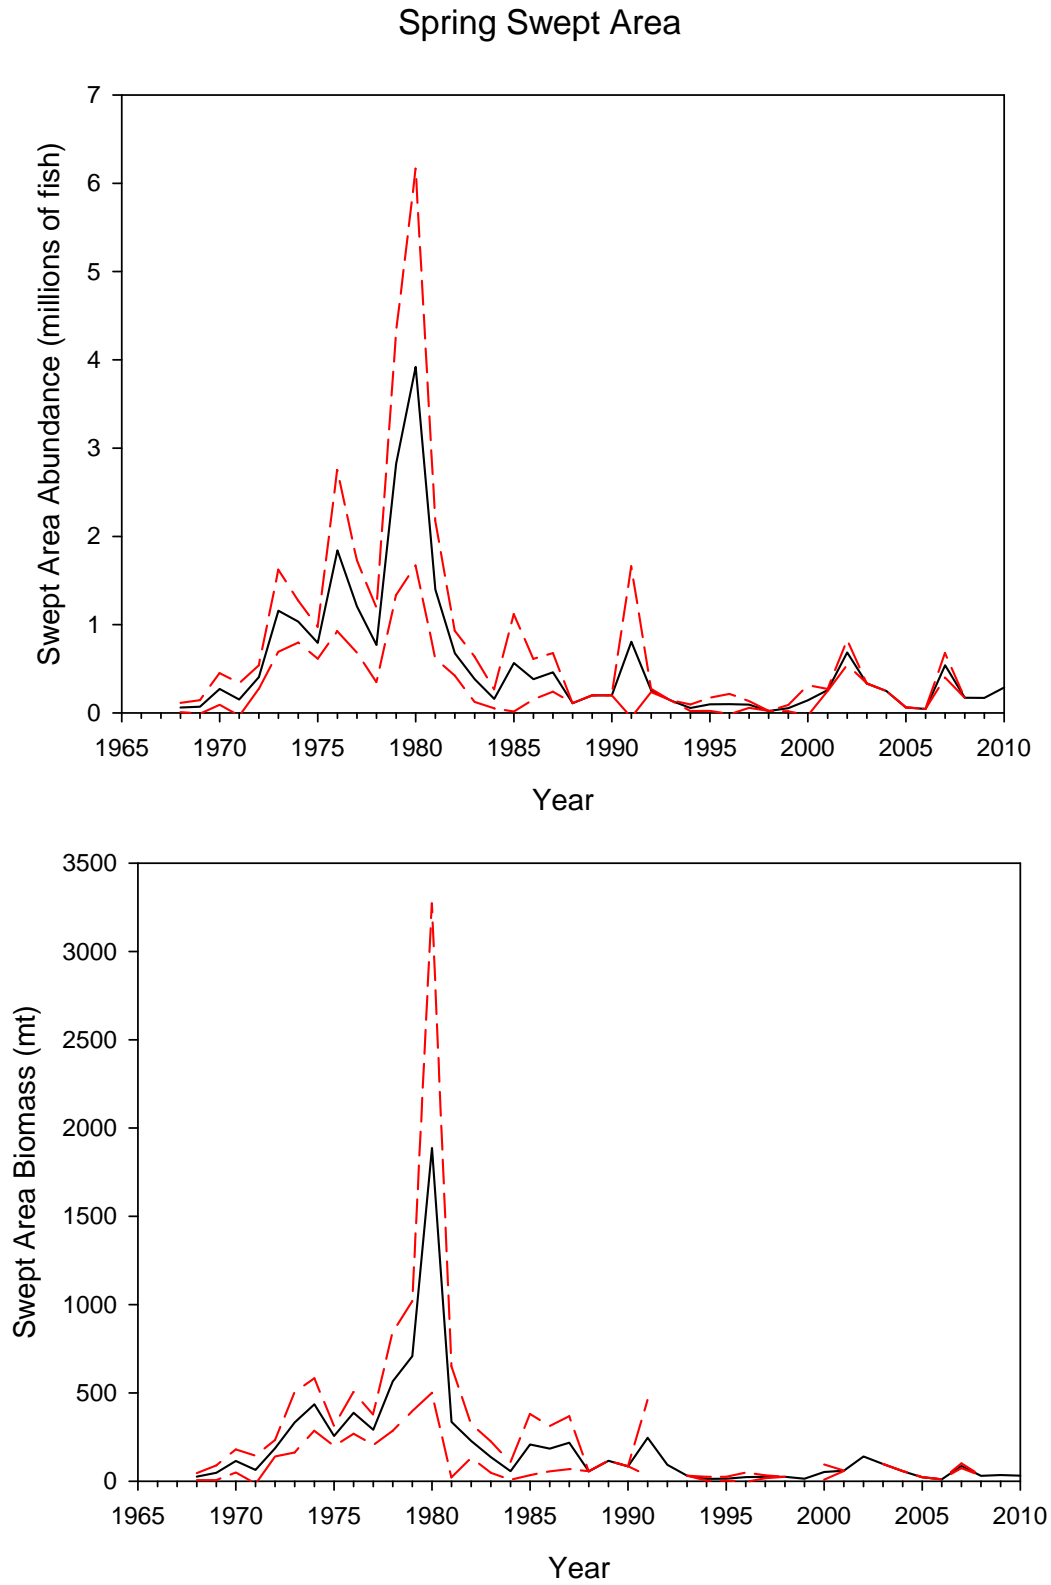 Spring Swept Area
Swept Area Abundance (millions of fish)
7
6
5
4
3
2
1
0
1965 1970 1975 1980 1985 1990 1995 2000 2005 2010
Year
Swept Area Biomass (mt)
3500
3000
2500
2000
1500
1000
500
0
1965 1970 1975 1980 1985 1990 1995 2000 2005 2010
Year